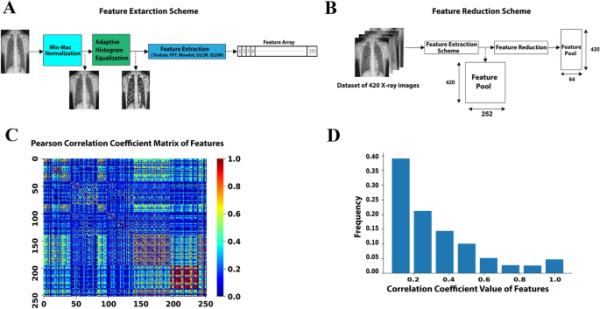 A
Feature Extarction Scheme
Min-Max
Normalization
Adaptive
Histogram
Equalization
Feature Extraction
(Texture, FFT, Wavelet, GLCM, GLDM)
Feature Array
B
Feature Reduction Scheme
Dataset of 420 X-ray images
Feature Extraction
Scheme
Feature Reduction
Feature
Pool
420
64
420
Feature
Pool
252
C
Pearson Correlation Coefficient Matrix of Features
0
50
100
150
200
250
0 50 100 150 200 250
1.0
0.8
0.6
0.4
0.2
0.0
D
Frequency
0.40
0.35
0.30
0.25
0.20
0.15
0.10
0.05
0.00
0.2 0.4 0.6 0.8 1.0
Correlation Coefficient Value of Features